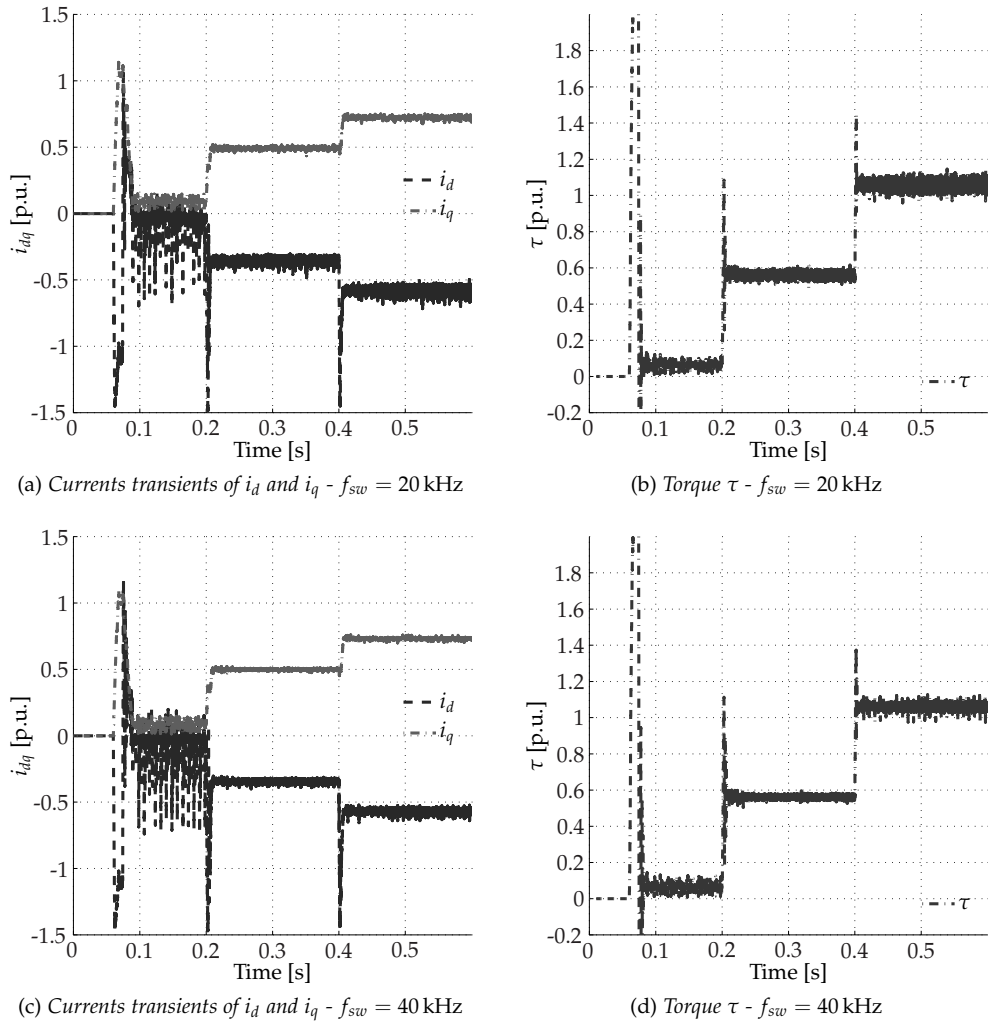 1.5
1
0.5
0
-0.5
-1
-1.5
i_dq [p.u.]
i_d
i_q
0 0.1 0.2 0.3 0.4 0.5
Time [s]
(a) Currents transients of i_d and i_q - f_sw = 20 kHz
1.8
1.6
1.4
1.2
1
0.8
0.6
0.4
0.2
0
-0.2
τ [p.u.]
τ
0 0.1 0.2 0.3 0.4 0.5
Time [s]
(b) Torque τ - f_sw = 20 kHz
1.5
1
0.5
0
-0.5
-1
-1.5
i_dq [p.u.]
i_d
i_q
0 0.1 0.2 0.3 0.4 0.5
Time [s]
(c) Currents transients of i_d and i_q - f_sw = 40 kHz
1.8
1.6
1.4
1.2
1
0.8
0.6
0.4
0.2
0
-0.2
τ [p.u.]
τ
0 0.1 0.2 0.3 0.4 0.5
Time [s]
(d) Torque τ - f_sw = 40 kHz